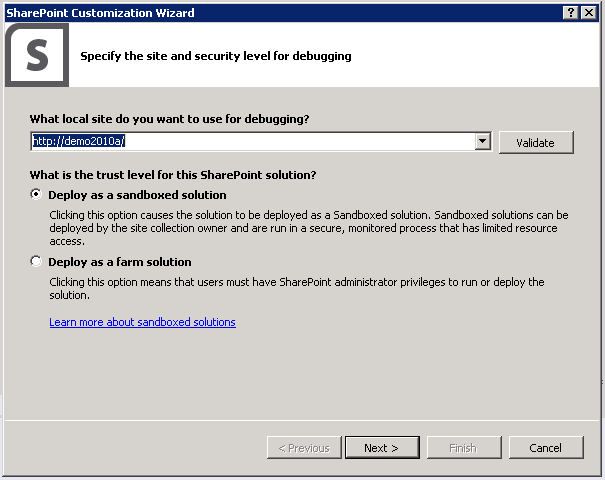 SharePoint Customization Wizard
S
Specify the site and security level for debugging
What local site do you want to use for debugging?
http://demo2010a/
Validate
What is the trust level for this SharePoint solution?
Deploy as a sandboxed solution
Clicking this option causes the solution to be deployed as a Sandboxed solution. Sandboxed solutions can be
deployed by the site collection owner and are run in a secure, monitored process that has limited resource
access.
Deploy as a farm solution
Clicking this option means that users must have SharePoint administrator privileges to run or deploy the
solution.
Learn more about sandboxed solutions
< Previous
Next >
Finish
Cancel